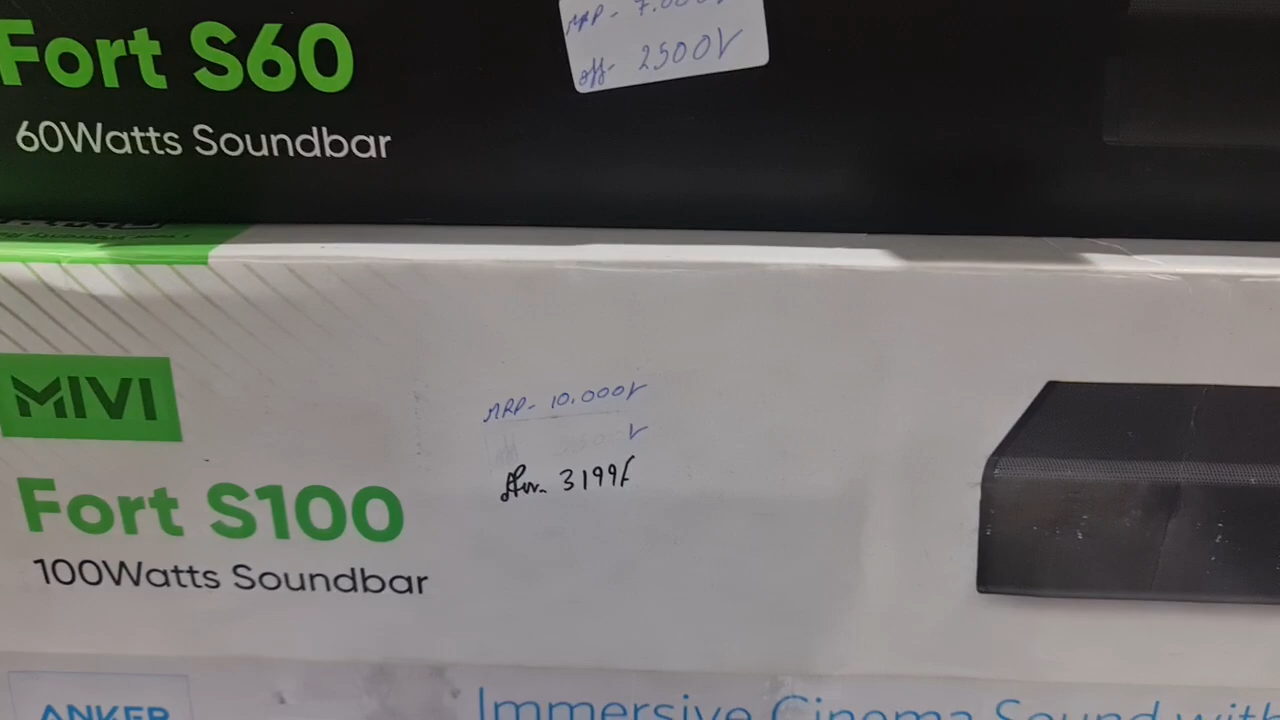 Fort S60
60Watts Soundbar
MRP- 7.000/
off- 2500/
MIVI
Fort S100
100Watts Soundbar
MRP- 10.000/
3199/
ANKER
Immersive Cinema Sound with